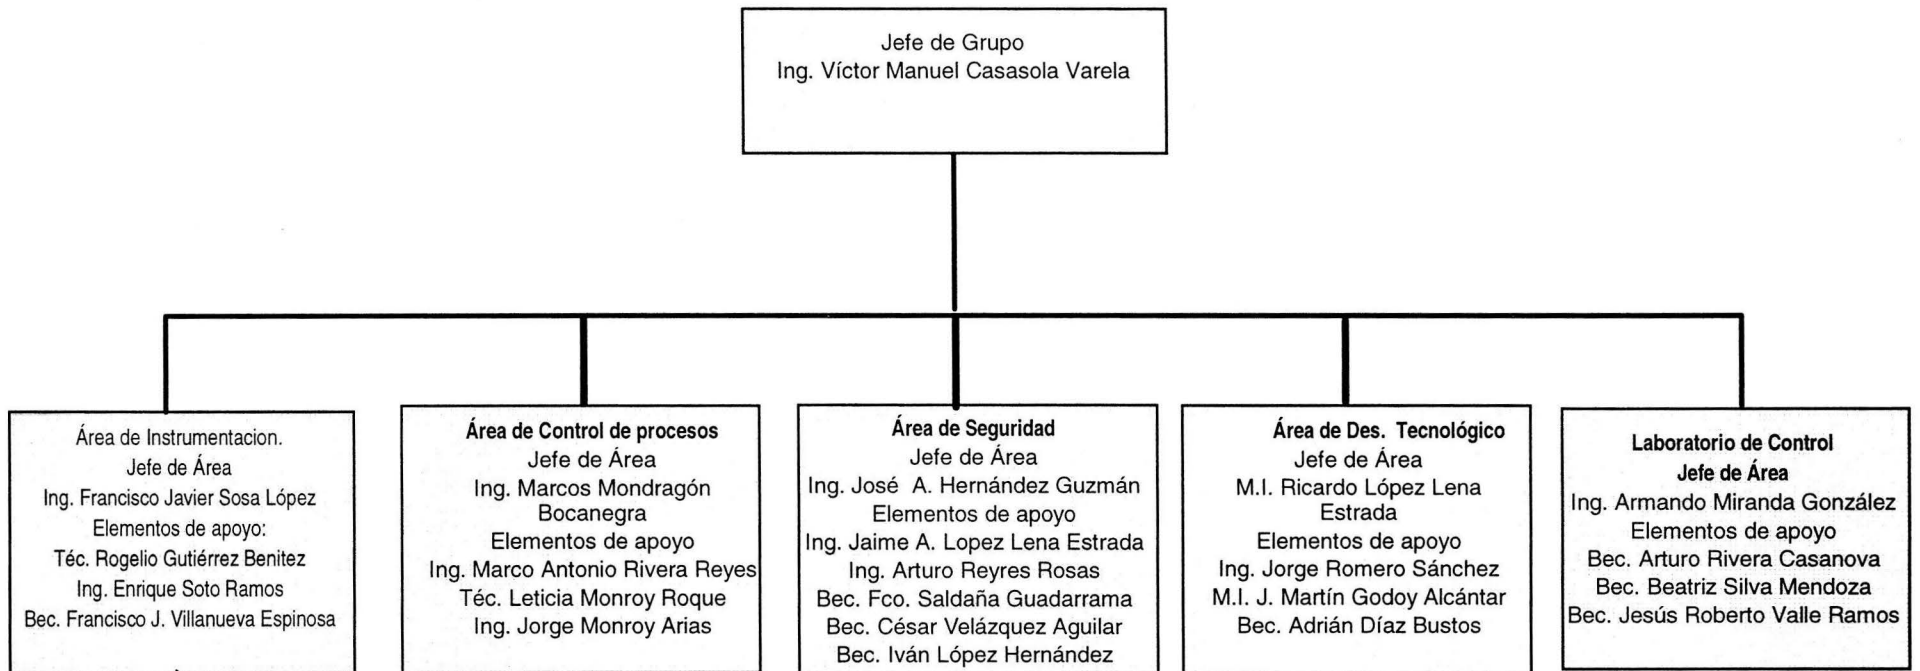 Jefe de Grupo
Ing. Víctor Manuel Casasola Varela
Área de Instrumentacion.
Jefe de Área
Ing. Francisco Javier Sosa López
Elementos de apoyo:
Téc. Rogelio Gutiérrez Benitez
Ing. Enrique Soto Ramos
Bec. Francisco J. Villanueva Espinosa
Área de Control de procesos
Jefe de Área
Ing. Marcos Mondragón
Bocanegra
Elementos de apoyo
Ing. Marco Antonio Rivera Reyes
Téc. Leticia Monroy Roque
Ing. Jorge Monroy Arias
Área de Seguridad
Jefe de Área
Ing. José A. Hernández Guzmán
Elementos de apoyo
Ing. Jaime A. Lopez Lena Estrada
Ing. Arturo Reyres Rosas
Bec. Fco. Saldaña Guadarrama
Bec. César Velázquez Aguilar
Bec. Iván López Hernández
Área de Des. Tecnológico
Jefe de Área
M.I. Ricardo López Lena
Estrada
Elementos de apoyo
Ing. Jorge Romero Sánchez
M.I. J. Martín Godoy Alcántar
Bec. Adrián Díaz Bustos
Laboratorio de Control
Jefe de Área
Ing. Armando Miranda González
Elementos de apoyo
Bec. Arturo Rivera Casanova
Bec. Beatriz Silva Mendoza
Bec. Jesús Roberto Valle Ramos